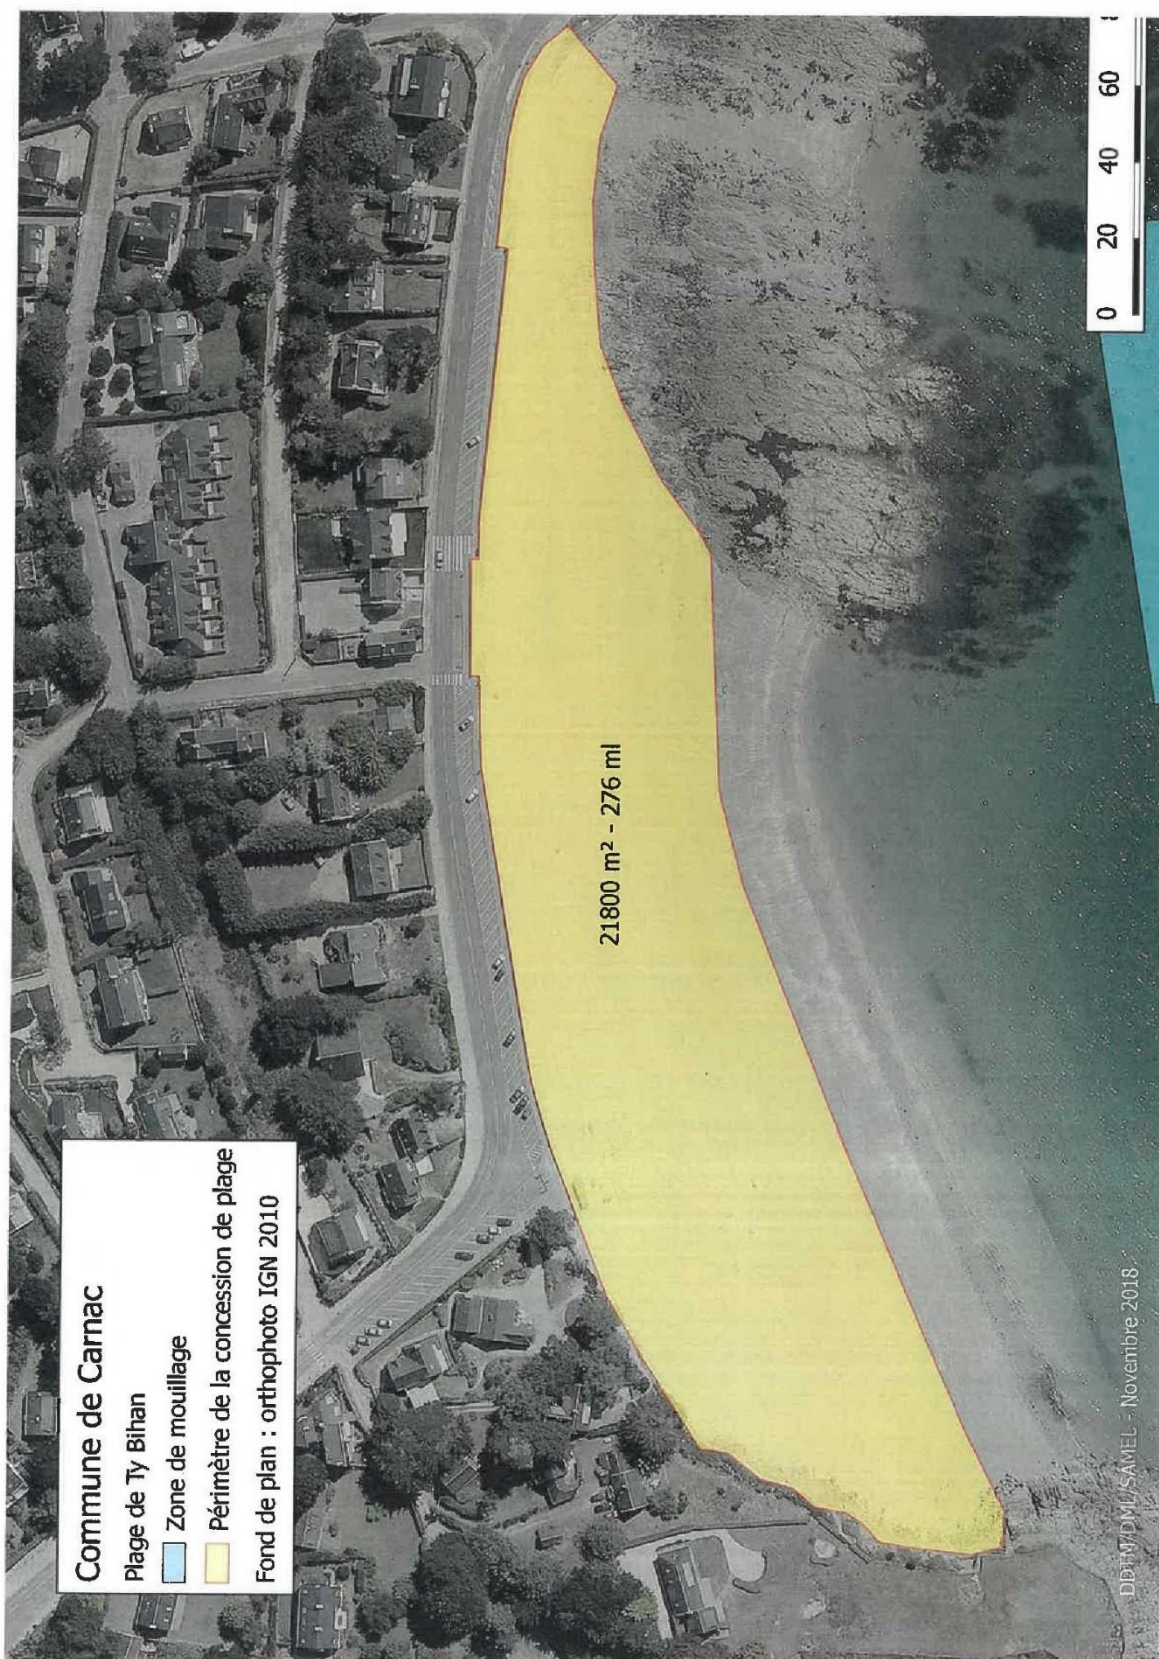 Commune de Carnac
Plage de Ty Bihan
Zone de mouillage
Périmètre de la concession de plage
Fond de plan : orthophoto IGN 2010
21800 m² - 276 ml
0 20 40 60
DDTM/DML/SAMEL - Novembre 2018